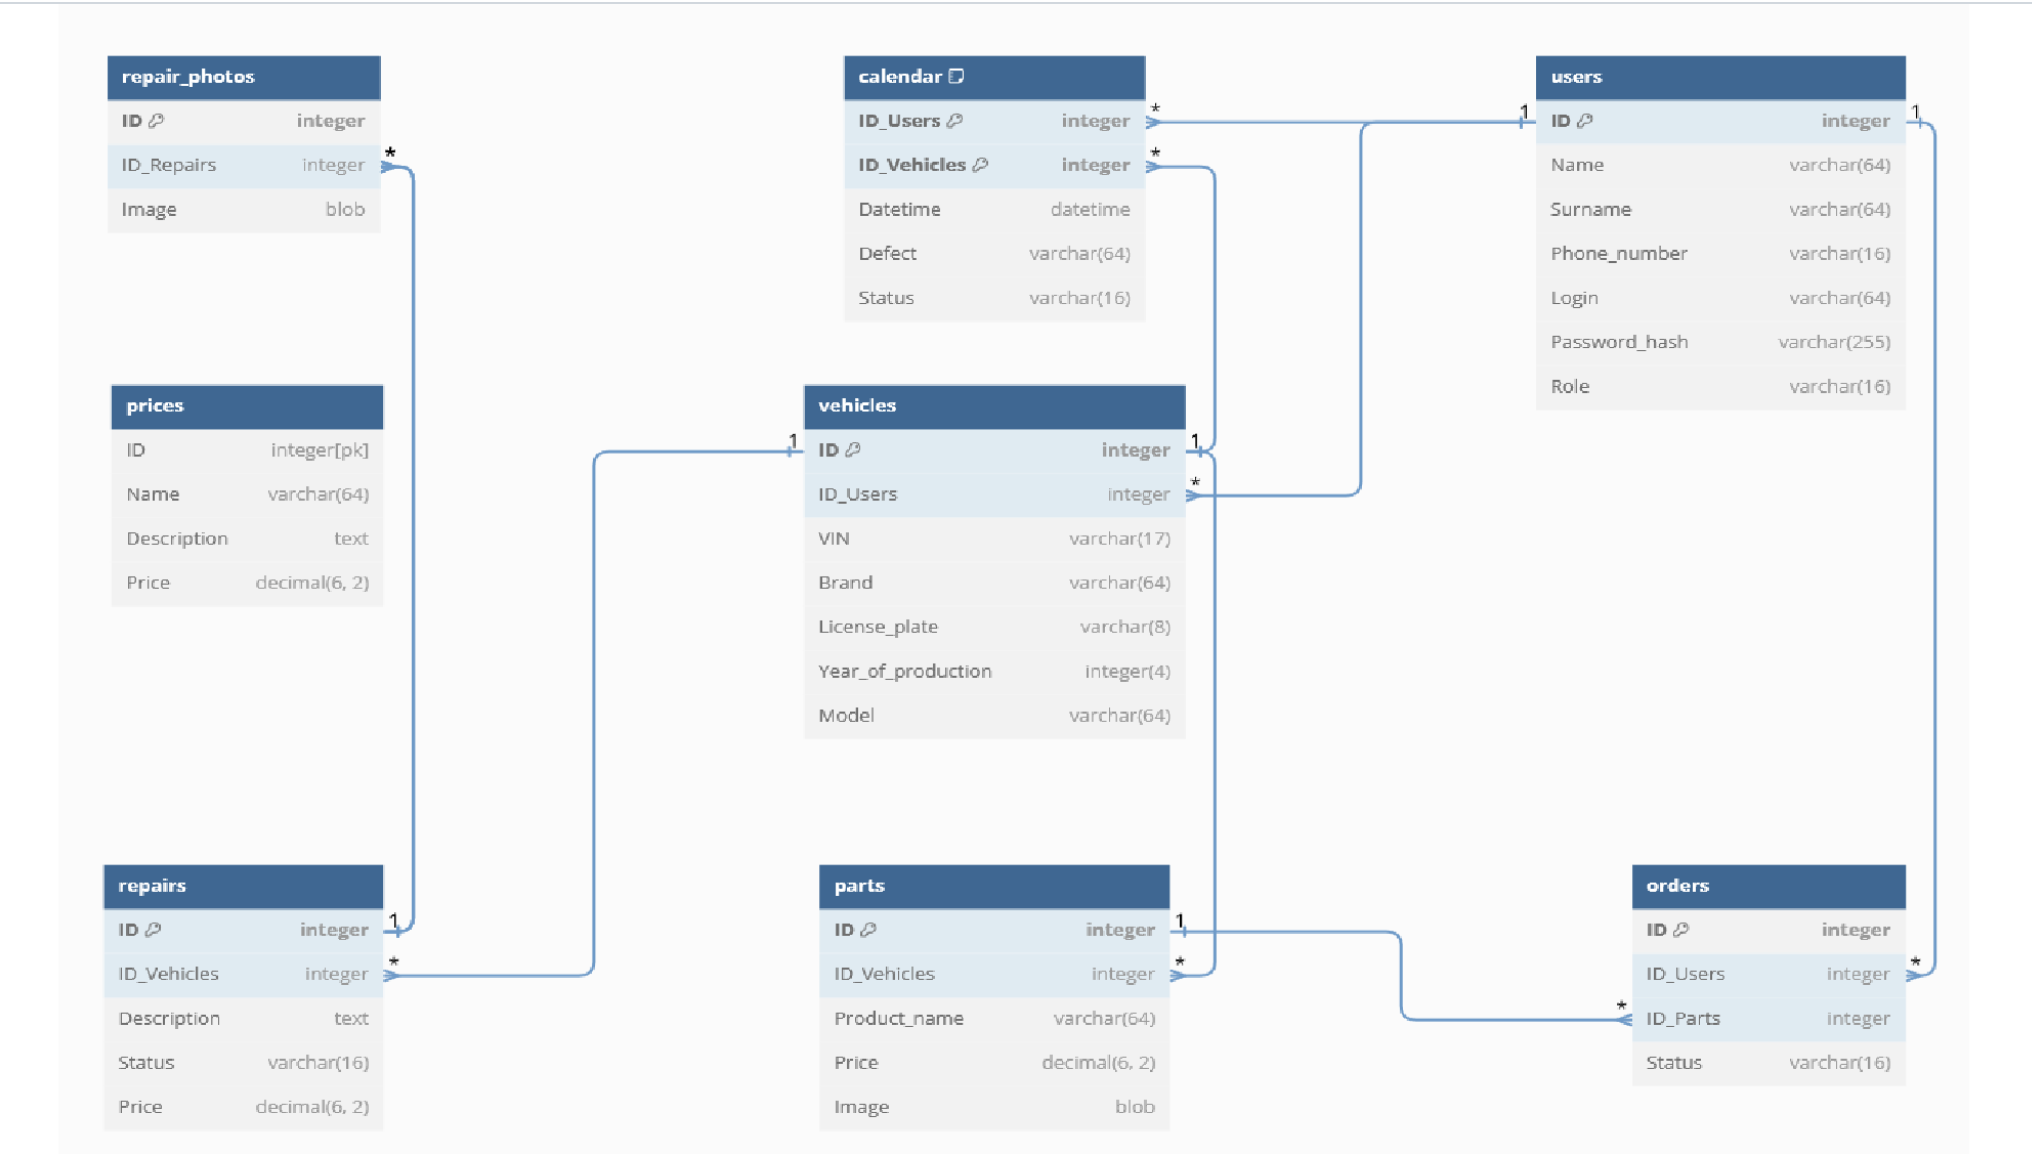 repair_photos
ID integer
*
ID_Repairs integer
Image blob
calendar
*
ID_Users integer
*
ID_Vehicles integer
Datetime datetime
Defect varchar(64)
Status varchar(16)
users
1
1
ID integer
Name varchar(64)
Surname varchar(64)
Phone_number varchar(16)
Login varchar(64)
Password_hash varchar(255)
Role varchar(16)
prices
ID integer[pk]
Name varchar(64)
Description text
Price decimal(6, 2)
vehicles
1
1
ID integer
*
ID_Users integer
VIN varchar(17)
Brand varchar(64)
License_plate varchar(8)
Year_of_production integer(4)
Model varchar(64)
repairs
1
ID integer
*
ID_Vehicles integer
Description text
Status varchar(16)
Price decimal(6, 2)
parts
1
ID integer
*
ID_Vehicles integer
Product_name varchar(64)
Price decimal(6, 2)
Image blob
orders
ID integer
*
ID_Users integer
*
ID_Parts integer
Status varchar(16)